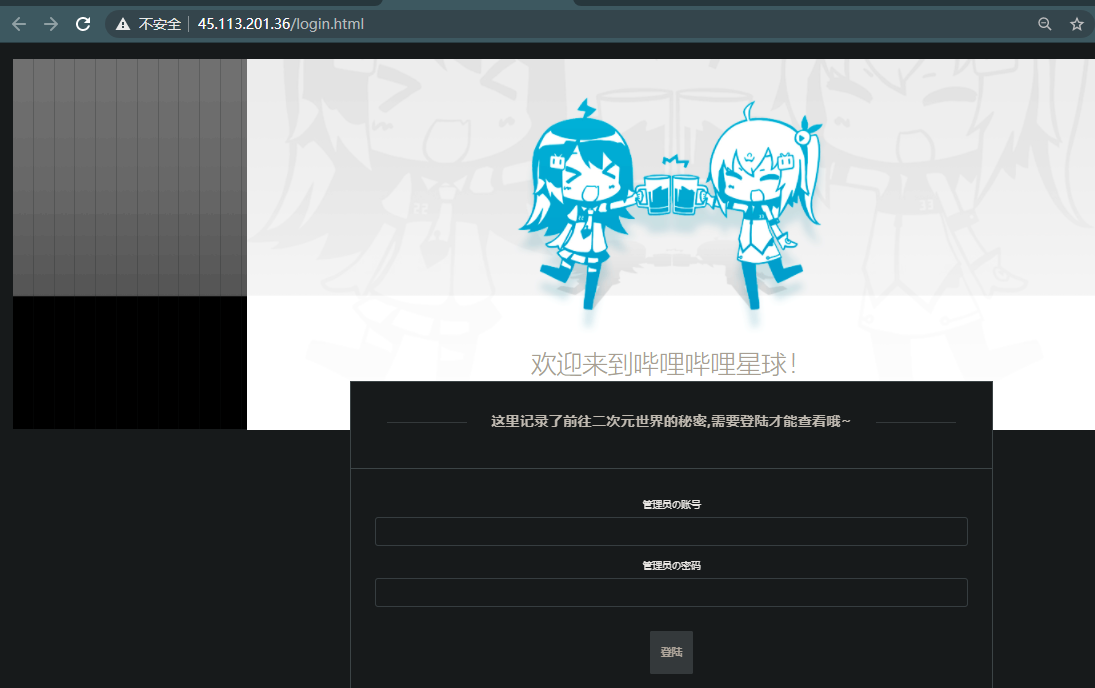 不安全 45.113.201.36/login.html
22 33
欢迎来到哔哩哔哩星球！
这里记录了前往二次元世界的秘密,需要登陆才能查看哦~
管理员の账号
管理员の密码
登陆